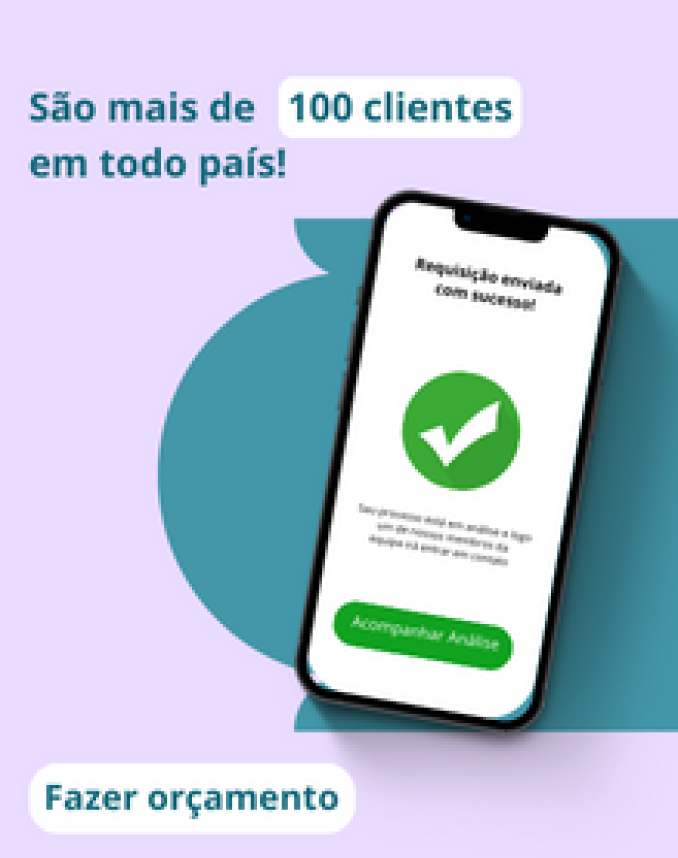 São mais de 100 clientes
em todo país!
Requisição enviada
com sucesso!
Seu processo está em análise e logo
um de nossos membros da
equipe irá entrar em contato
Acompanhar Análise
Fazer orçamento